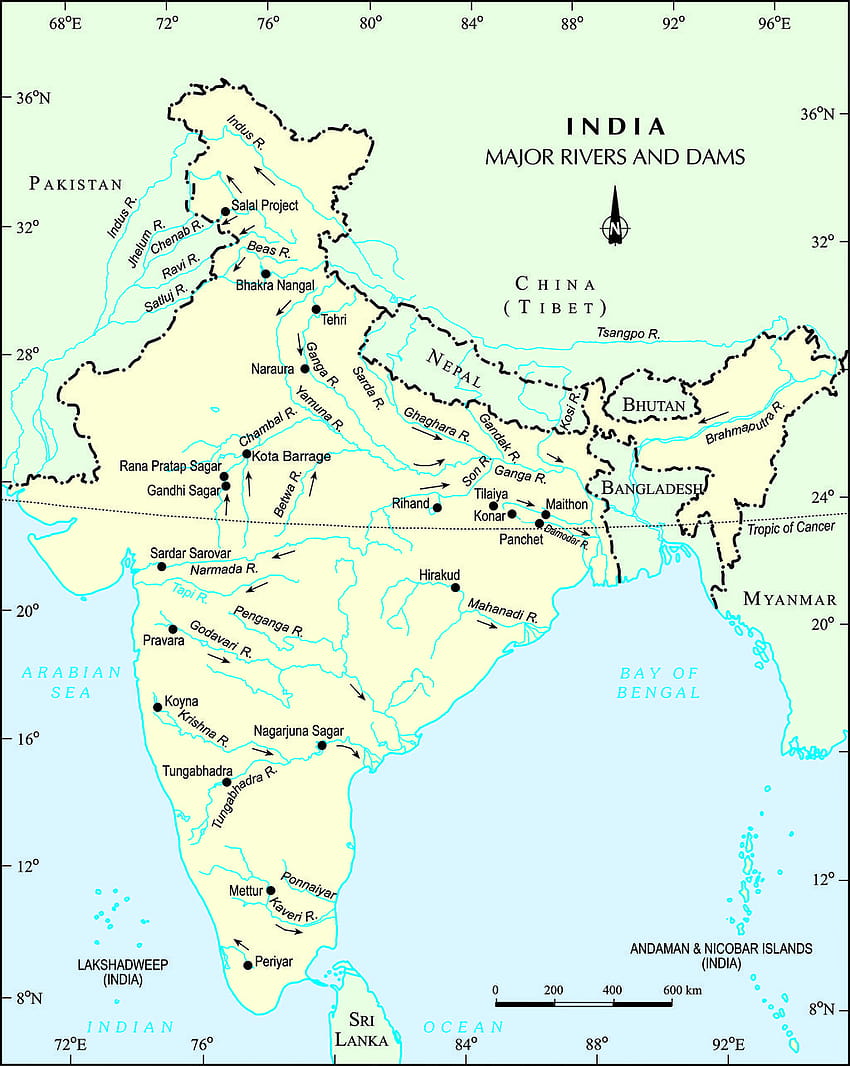 68°E
72°
76°
80°
84°
88°
92°
96°E
36°N
36°N
INDIA
MAJOR RIVERS AND DAMS
N
Indus R.
PAKISTAN
Indus R.
Jhelum R.
Chenab R.
Salal Project
32°
32°
Ravi R.
Beas R.
Satluj R.
Bhakra Nangal
CHINA
(TIBET)
Tehri
Tsangpo R.
28°
Naraura
Ganga R.
Sarda R.
NEPAL
Yamuna R.
Ghaghara R.
Gandak R.
Kosi R.
BHUTAN
Brahmaputra R.
Chambal R.
Kota Barrage
Rana Pratap Sagar
Gandhi Sagar
Betwa R.
Son R.
Ganga R.
BANGLADESH
24°
Rihand
Tilaiya
Konar
Maithon
Panchet
Damodar R.
Tropic of Cancer
Sardar Sarovar
Narmada R.
Tapi R.
Hirakud
Mahanadi R.
MYANMAR
20°
20°
Penganga R.
Pravara
Godavari R.
ARABIAN
SEA
BAY OF
BENGAL
Koyna
Krishna R.
Nagarjuna Sagar
16°
16°
Tungabhadra
Tungabhadra R.
12°
12°
Mettur
Ponnaiyar
Kaveri R.
Periyar
LAKSHADWEEP
(INDIA)
ANDAMAN & NICOBAR ISLANDS
(INDIA)
0
200
400
600 km
8°N
8°N
INDIAN
OCEAN
SRI
LANKA
72°E
76°
84°
88°
92°E